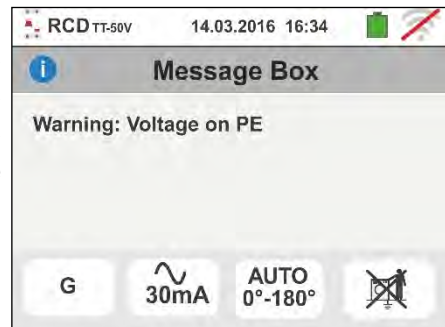 RCD TT-50V 14.03.2016 16:34
Message Box
Warning: Voltage on PE
G 30mA AUTO 0°-180°